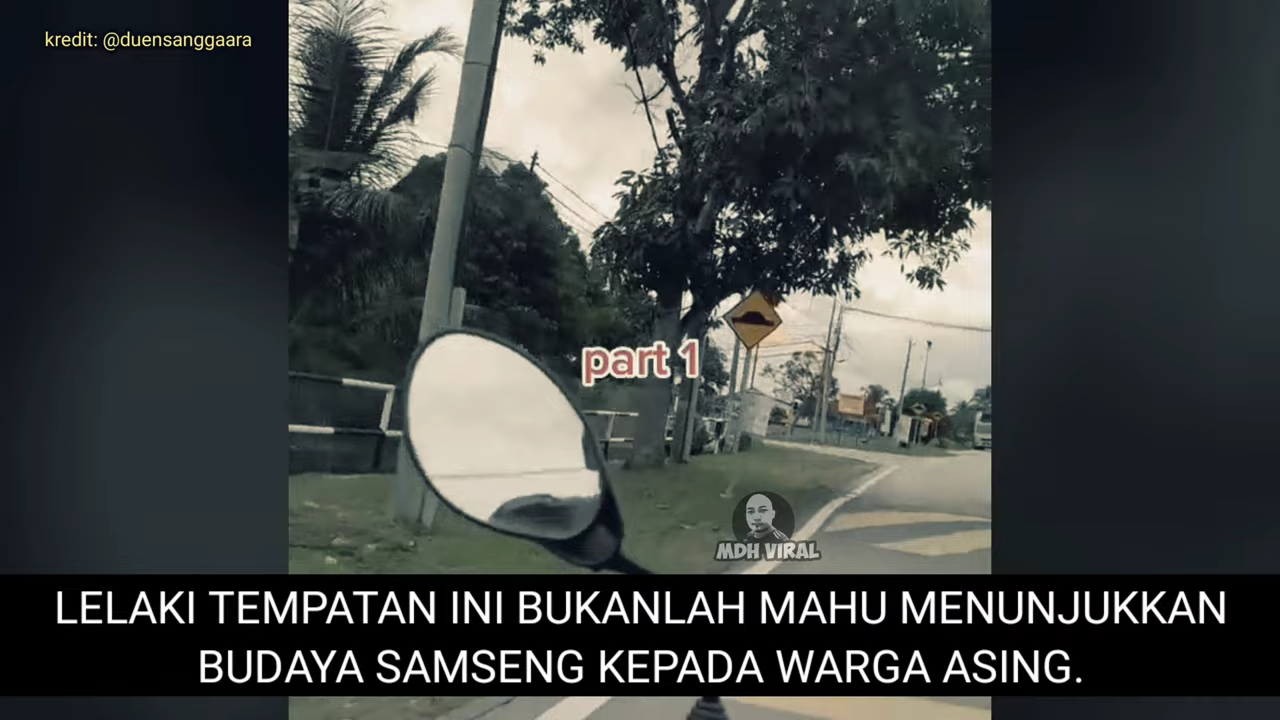 kredit: @duensanggaara
part 1
MDH VIRAL
LELAKI TEMPATAN INI BUKANLAH MAHU MENUNJUKKAN
BUDAYA SAMSENG KEPADA WARGA ASING.